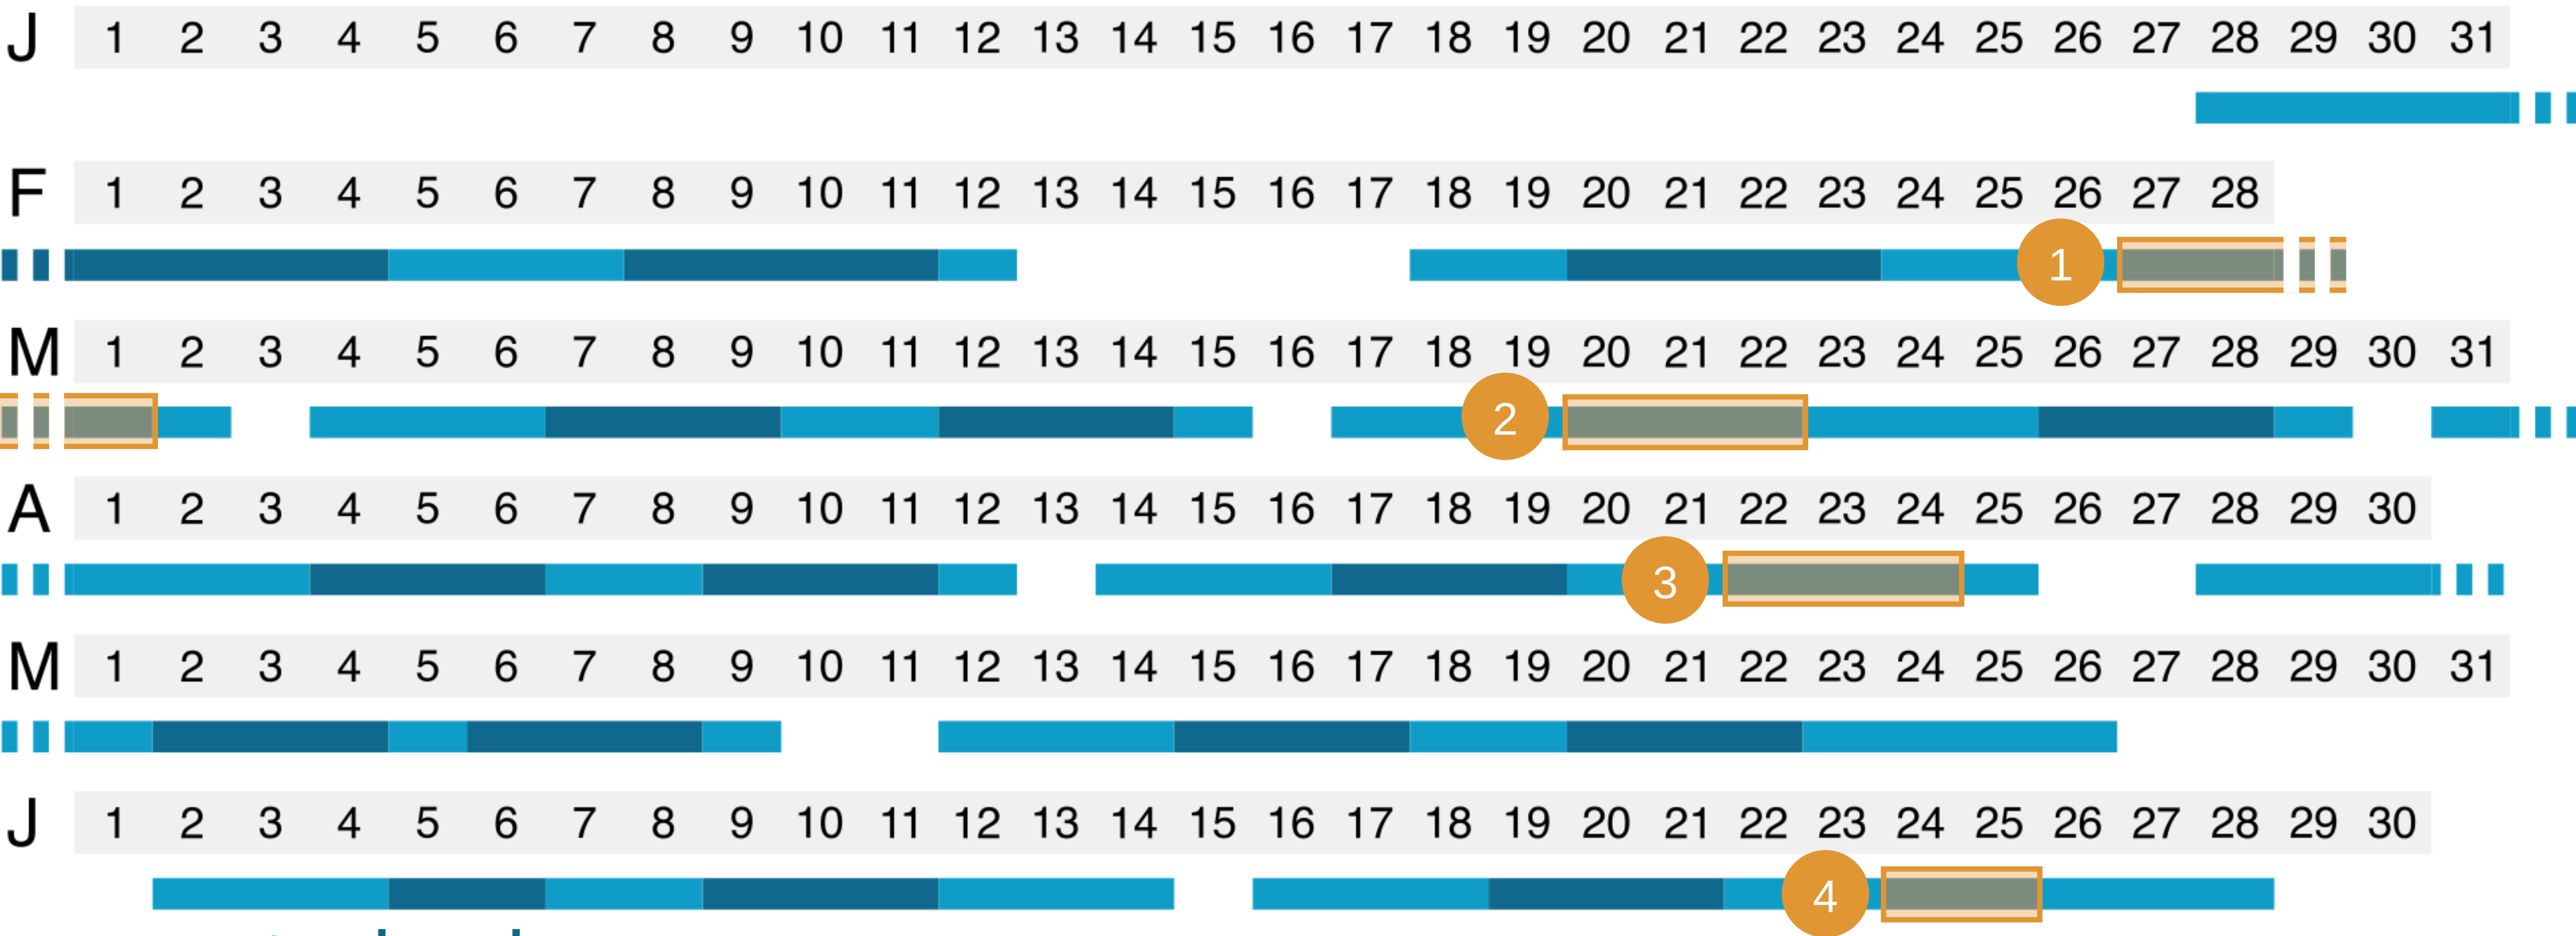 J 1 2 3 4 5 6 7 8 9 10 11 12 13 14 15 16 17 18 19 20 21 22 23 24 25 26 27 28 29 30 31
F 1 2 3 4 5 6 7 8 9 10 11 12 13 14 15 16 17 18 19 20 21 22 23 24 25 26 27 28
1
M 1 2 3 4 5 6 7 8 9 10 11 12 13 14 15 16 17 18 19 20 21 22 23 24 25 26 27 28 29 30 31
2
A 1 2 3 4 5 6 7 8 9 10 11 12 13 14 15 16 17 18 19 20 21 22 23 24 25 26 27 28 29 30
3
M 1 2 3 4 5 6 7 8 9 10 11 12 13 14 15 16 17 18 19 20 21 22 23 24 25 26 27 28 29 30 31
J 1 2 3 4 5 6 7 8 9 10 11 12 13 14 15 16 17 18 19 20 21 22 23 24 25 26 27 28 29 30
4